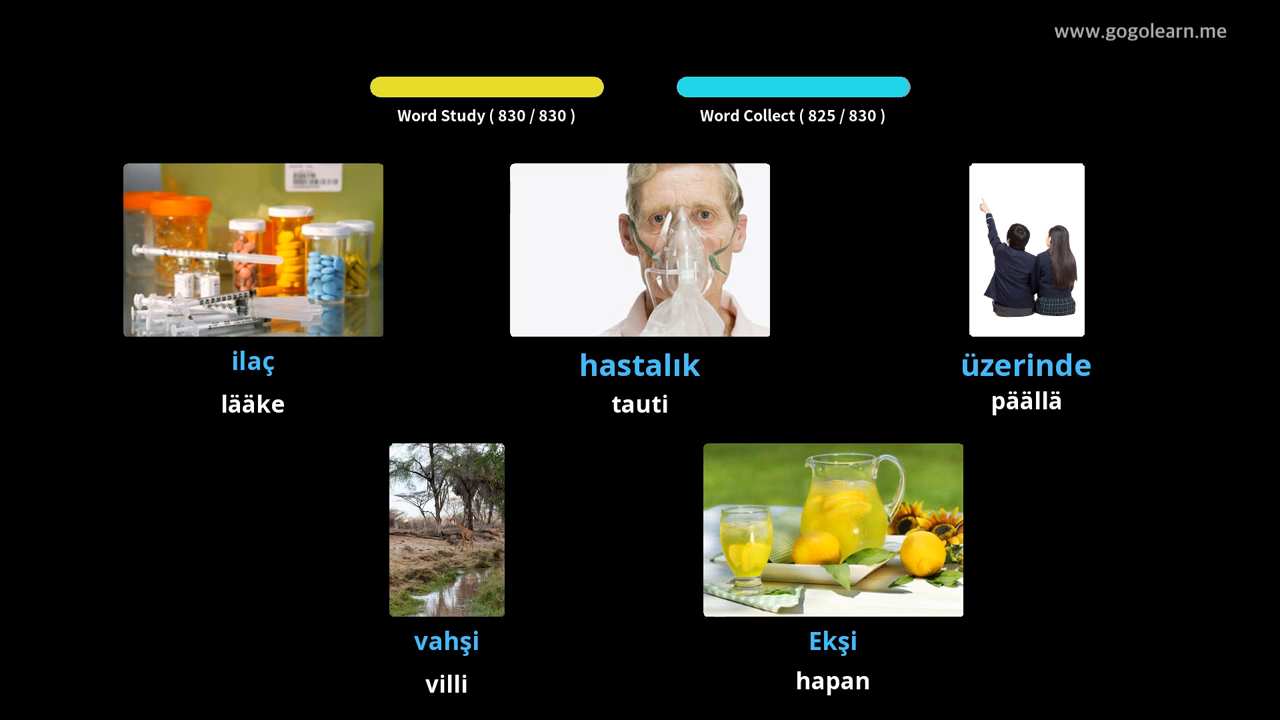 www.gogolearn.me
Word Study ( 830 / 830 )
Word Collect ( 825 / 830 )
ilaç
lääke
hastalık
tauti
üzerinde
päällä
vahşi
villi
Ekşi
hapan